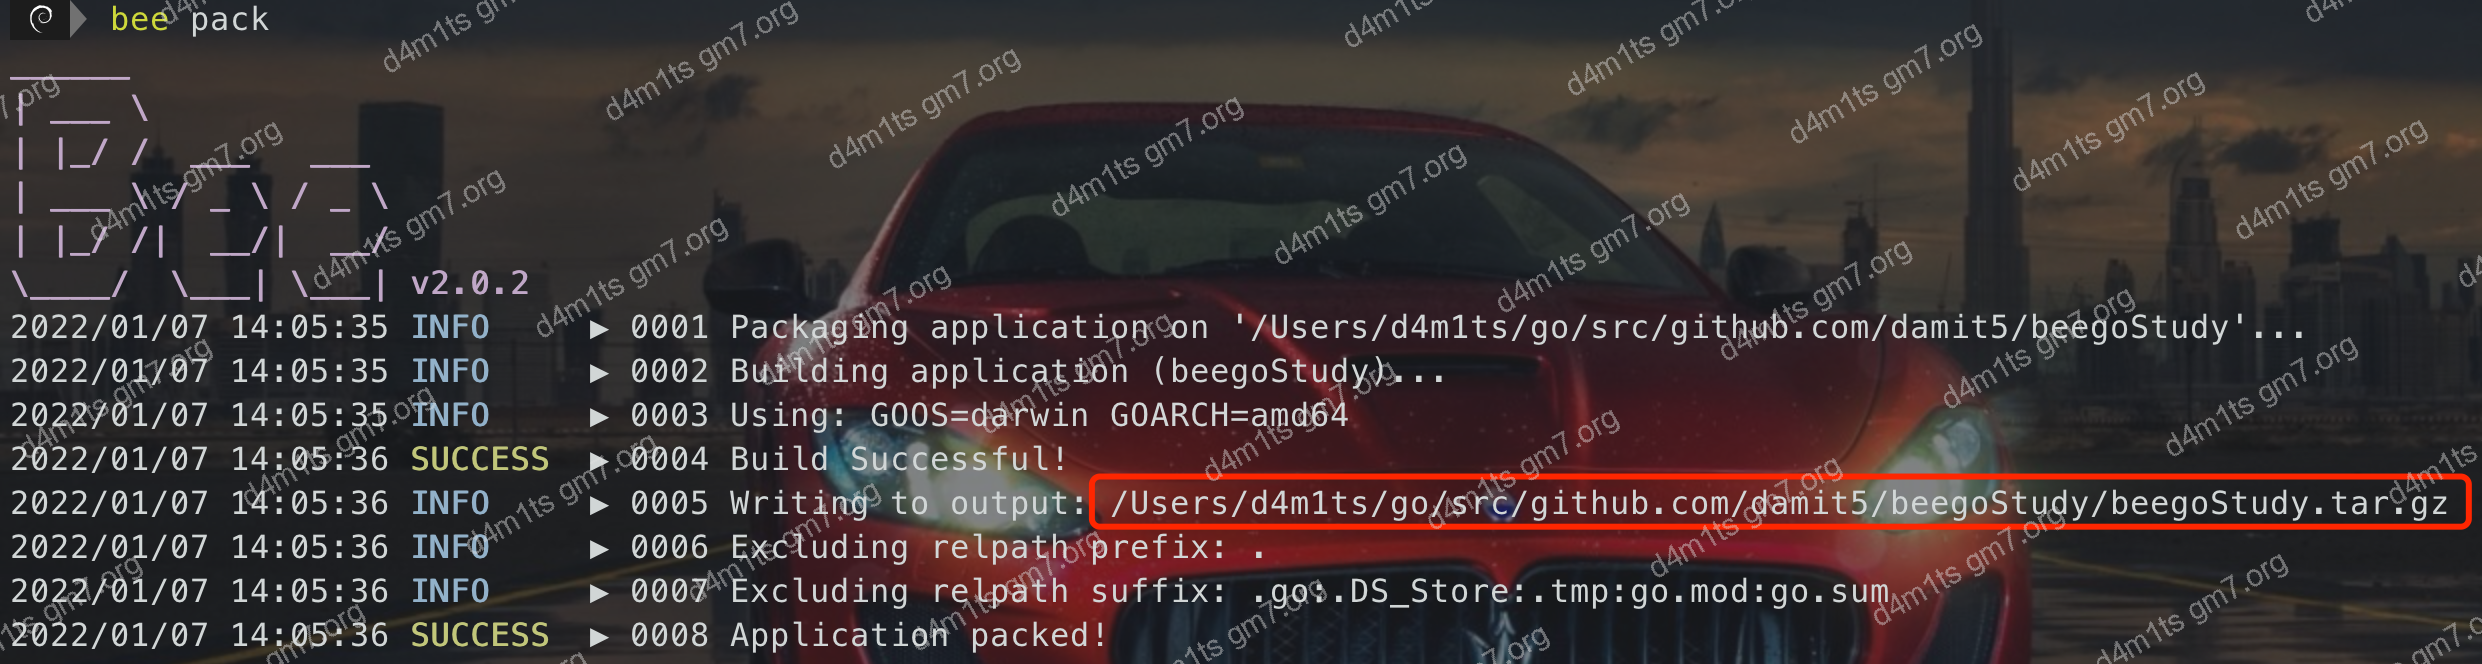 bee pack
______
| ___ \
| |_/ /  ___   ___
| ___ \ / _ \ / _ \
| |_/ /|  __/|  __/
\____/  \___| \___| v2.0.2
2022/01/07 14:05:35 INFO     ▶ 0001 Packaging application on '/Users/d4m1ts/go/src/github.com/damit5/beegoStudy'...
2022/01/07 14:05:35 INFO     ▶ 0002 Building application (beegoStudy)...
2022/01/07 14:05:35 INFO     ▶ 0003 Using: GOOS=darwin GOARCH=amd64
2022/01/07 14:05:36 SUCCESS  ▶ 0004 Build Successful!
2022/01/07 14:05:36 INFO     ▶ 0005 Writing to output: /Users/d4m1ts/go/src/github.com/damit5/beegoStudy/beegoStudy.tar.gz
2022/01/07 14:05:36 INFO     ▶ 0006 Excluding relpath prefix: .
2022/01/07 14:05:36 INFO     ▶ 0007 Excluding relpath suffix: .go:.DS_Store:.tmp:go.mod:go.sum
2022/01/07 14:05:36 SUCCESS  ▶ 0008 Application packed!
d4m1ts gm7.org